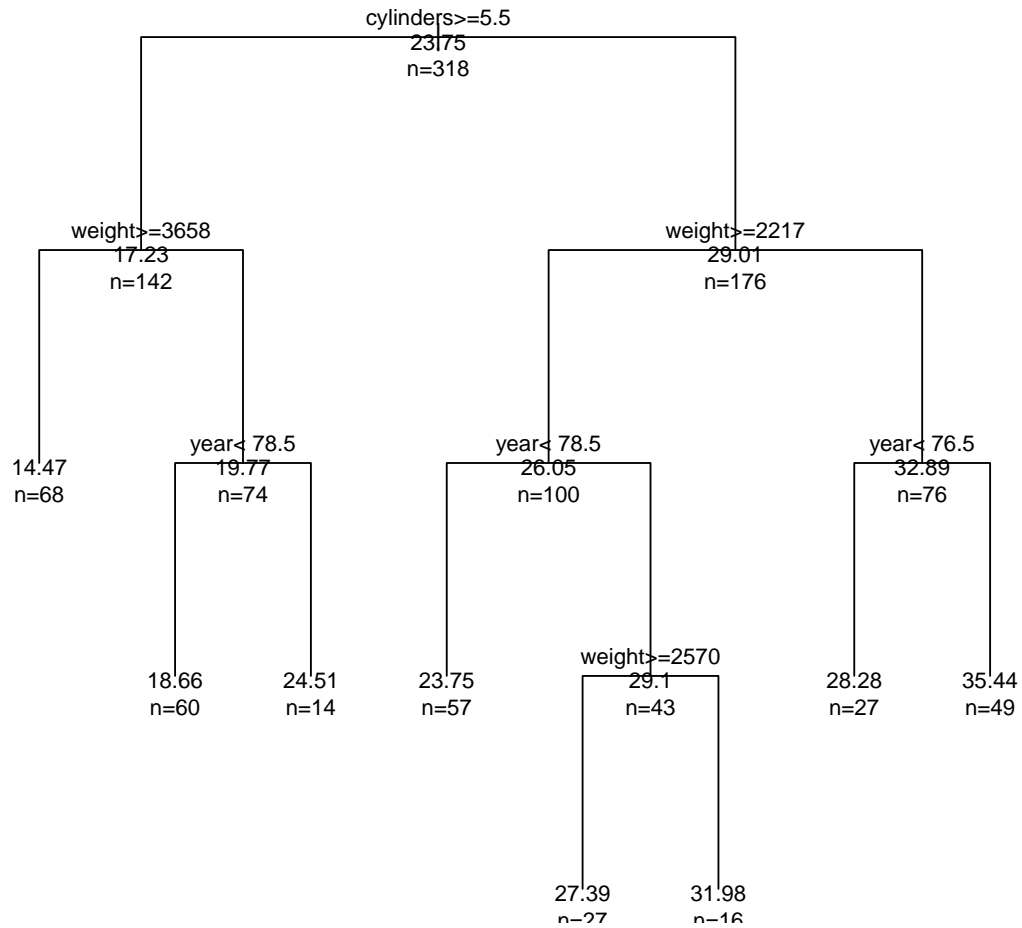 cylinders>=5.5
23.75
n=318
weight>=3658
17.23
n=142
weight>=2217
29.01
n=176
14.47
n=68
year< 78.5
19.77
n=74
year< 78.5
26.05
n=100
year< 76.5
32.89
n=76
18.66
n=60
24.51
n=14
23.75
n=57
weight>=2570
29.1
n=43
28.28
n=27
35.44
n=49
27.39
n=27
31.98
n=16